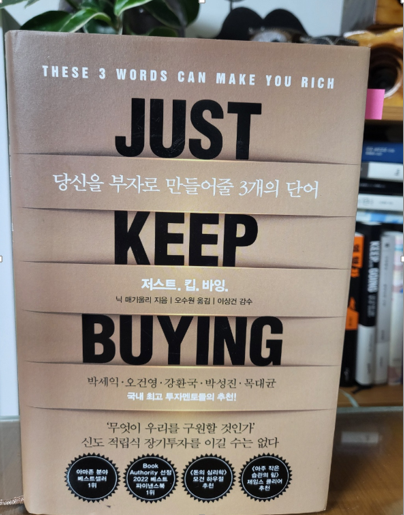 THESE 3 WORDS CAN MAKE YOU RICH
JUST
당신을 부자로 만들어줄 3개의 단어
KEEP
저스트. 킵. 바잉.
닉 매기울리 지음 | 오수원 옮김 | 이상건 감수
BUYING
박세익·오건영·강환국·박성진·목대균
국내 최고 투자멘토들의 추천!
'무엇이 우리를 구원할 것인가'
신도 적립식 장기투자를 이길 수는 없다
아마존 분야
베스트셀러
1위
Book
Authority 선정
2022 베스트
파이낸스북
1위
《돈의 심리학》
모건 하우절
추천
《아주 작은
습관의 힘》
제임스 클리어
추천
KEEP GOING